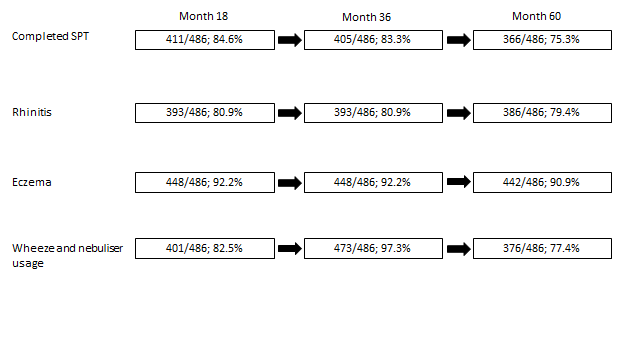 Month 18 Month 36 Month 60
Completed SPT 411/486; 84.6% 405/486; 83.3% 366/486; 75.3%
Rhinitis 393/486; 80.9% 393/486; 80.9% 386/486; 79.4%
Eczema 448/486; 92.2% 448/486; 92.2% 442/486; 90.9%
Wheeze and nebuliser 401/486; 82.5% 473/486; 97.3% 376/486; 77.4%
usage